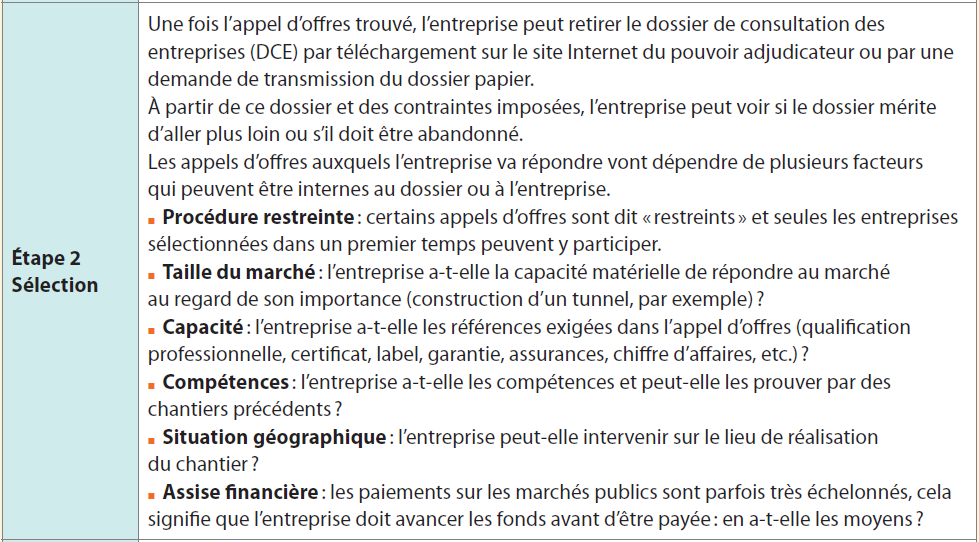 Étape 2
Sélection
Une fois l’appel d’offres trouvé, l’entreprise peut retirer le dossier de consultation des
entreprises (DCE) par téléchargement sur le site Internet du pouvoir adjudicateur ou par une
demande de transmission du dossier papier.
À partir de ce dossier et des contraintes imposées, l’entreprise peut voir si le dossier mérite
d’aller plus loin ou s’il doit être abandonné.
Les appels d’offres auxquels l’entreprise va répondre vont dépendre de plusieurs facteurs
qui peuvent être internes au dossier ou à l’entreprise.
▪ Procédure restreinte : certains appels d’offres sont dit « restreints » et seules les entreprises
sélectionnées dans un premier temps peuvent y participer.
▪ Taille du marché : l’entreprise a-t-elle la capacité matérielle de répondre au marché
au regard de son importance (construction d’un tunnel, par exemple) ?
▪ Capacité : l’entreprise a-t-elle les références exigées dans l’appel d’offres (qualification
professionnelle, certificat, label, garantie, assurances, chiffre d’affaires, etc.) ?
▪ Compétences : l’entreprise a-t-elle les compétences et peut-elle les prouver par des
chantiers précédents ?
▪ Situation géographique : l’entreprise peut-elle intervenir sur le lieu de réalisation
du chantier ?
▪ Assise financière : les paiements sur les marchés publics sont parfois très échelonnés, cela
signifie que l’entreprise doit avancer les fonds avant d’être payée : en a-t-elle les moyens ?